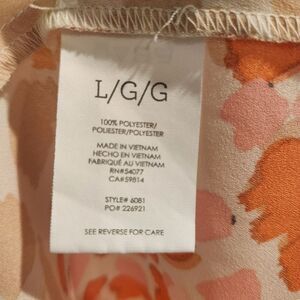 L/G/G
100% POLYESTER/
POLIESTER/POLYESTER
MADE IN VIETNAM
HECHO EN VIETNAM
FABRIQUÉ AU VIETNAM
RN#54077
CA#59814
STYLE# 6081
PO# 226921
SEE REVERSE FOR CARE